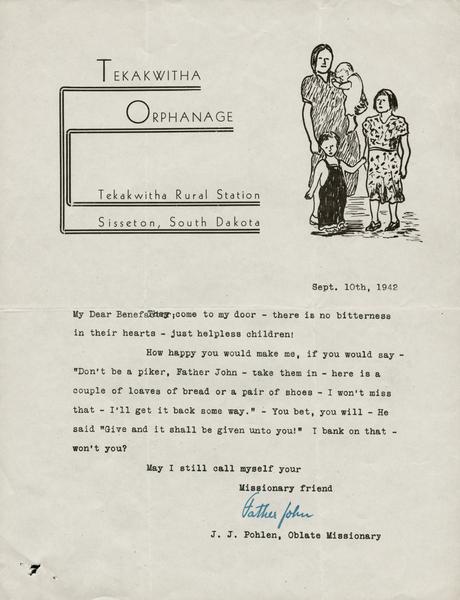 TEKAKWITHA
ORPHANAGE
Tekakwitha Rural Station
Sisseton, South Dakota
Sept. 10th, 1942
My Dear Benefactor; They come to my door - there is no bitterness
in their hearts - just helpless children!
How happy you would make me, if you would say -
"Don't be a piker, Father John - take them in - here is a
couple of loaves of bread or a pair of shoes - I won't miss
that - I'll get it back some way." - You bet, you will - He
said "Give and it shall be given unto you!" I bank on that -
won't you?
May I still call myself your
Missionary friend
Father John
J. J. Pohlen, Oblate Missionary
7